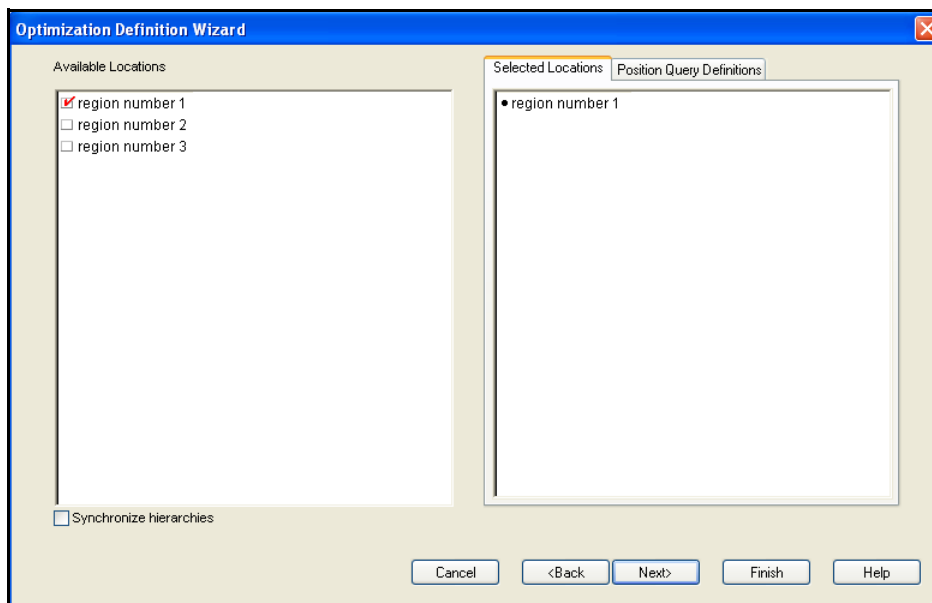 Optimization Definition Wizard
Available Locations
region number 1
region number 2
region number 3
Synchronize hierarchies
Selected Locations
Position Query Definitions
region number 1
Cancel
<Back
Next>
Finish
Help